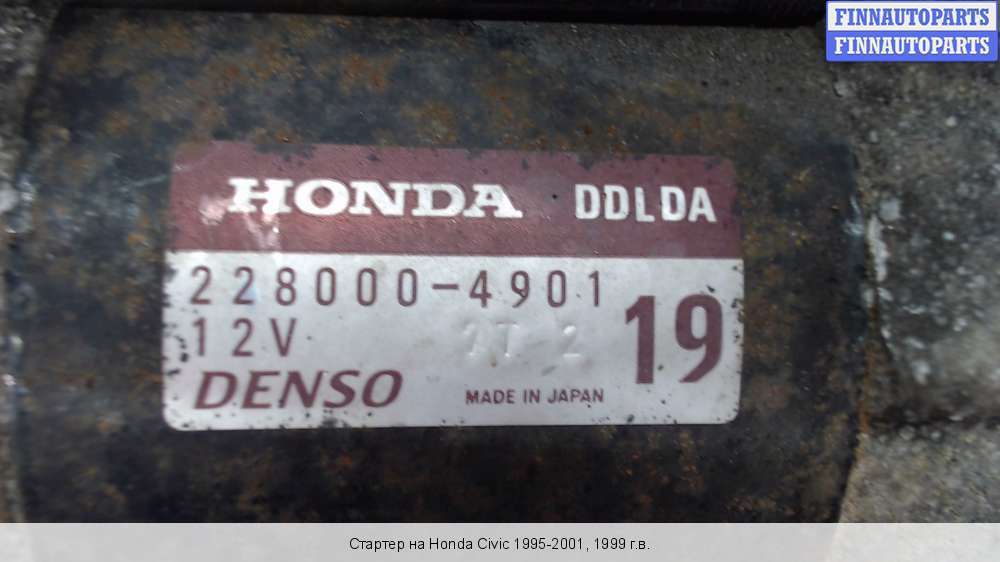 FINNAUTOPARTS
FINNAUTOPARTS
HONDA DDLDA
228000-4901
12V
19
DENSO MADE IN JAPAN
Стартер на Honda Civic 1995-2001, 1999 г.в.